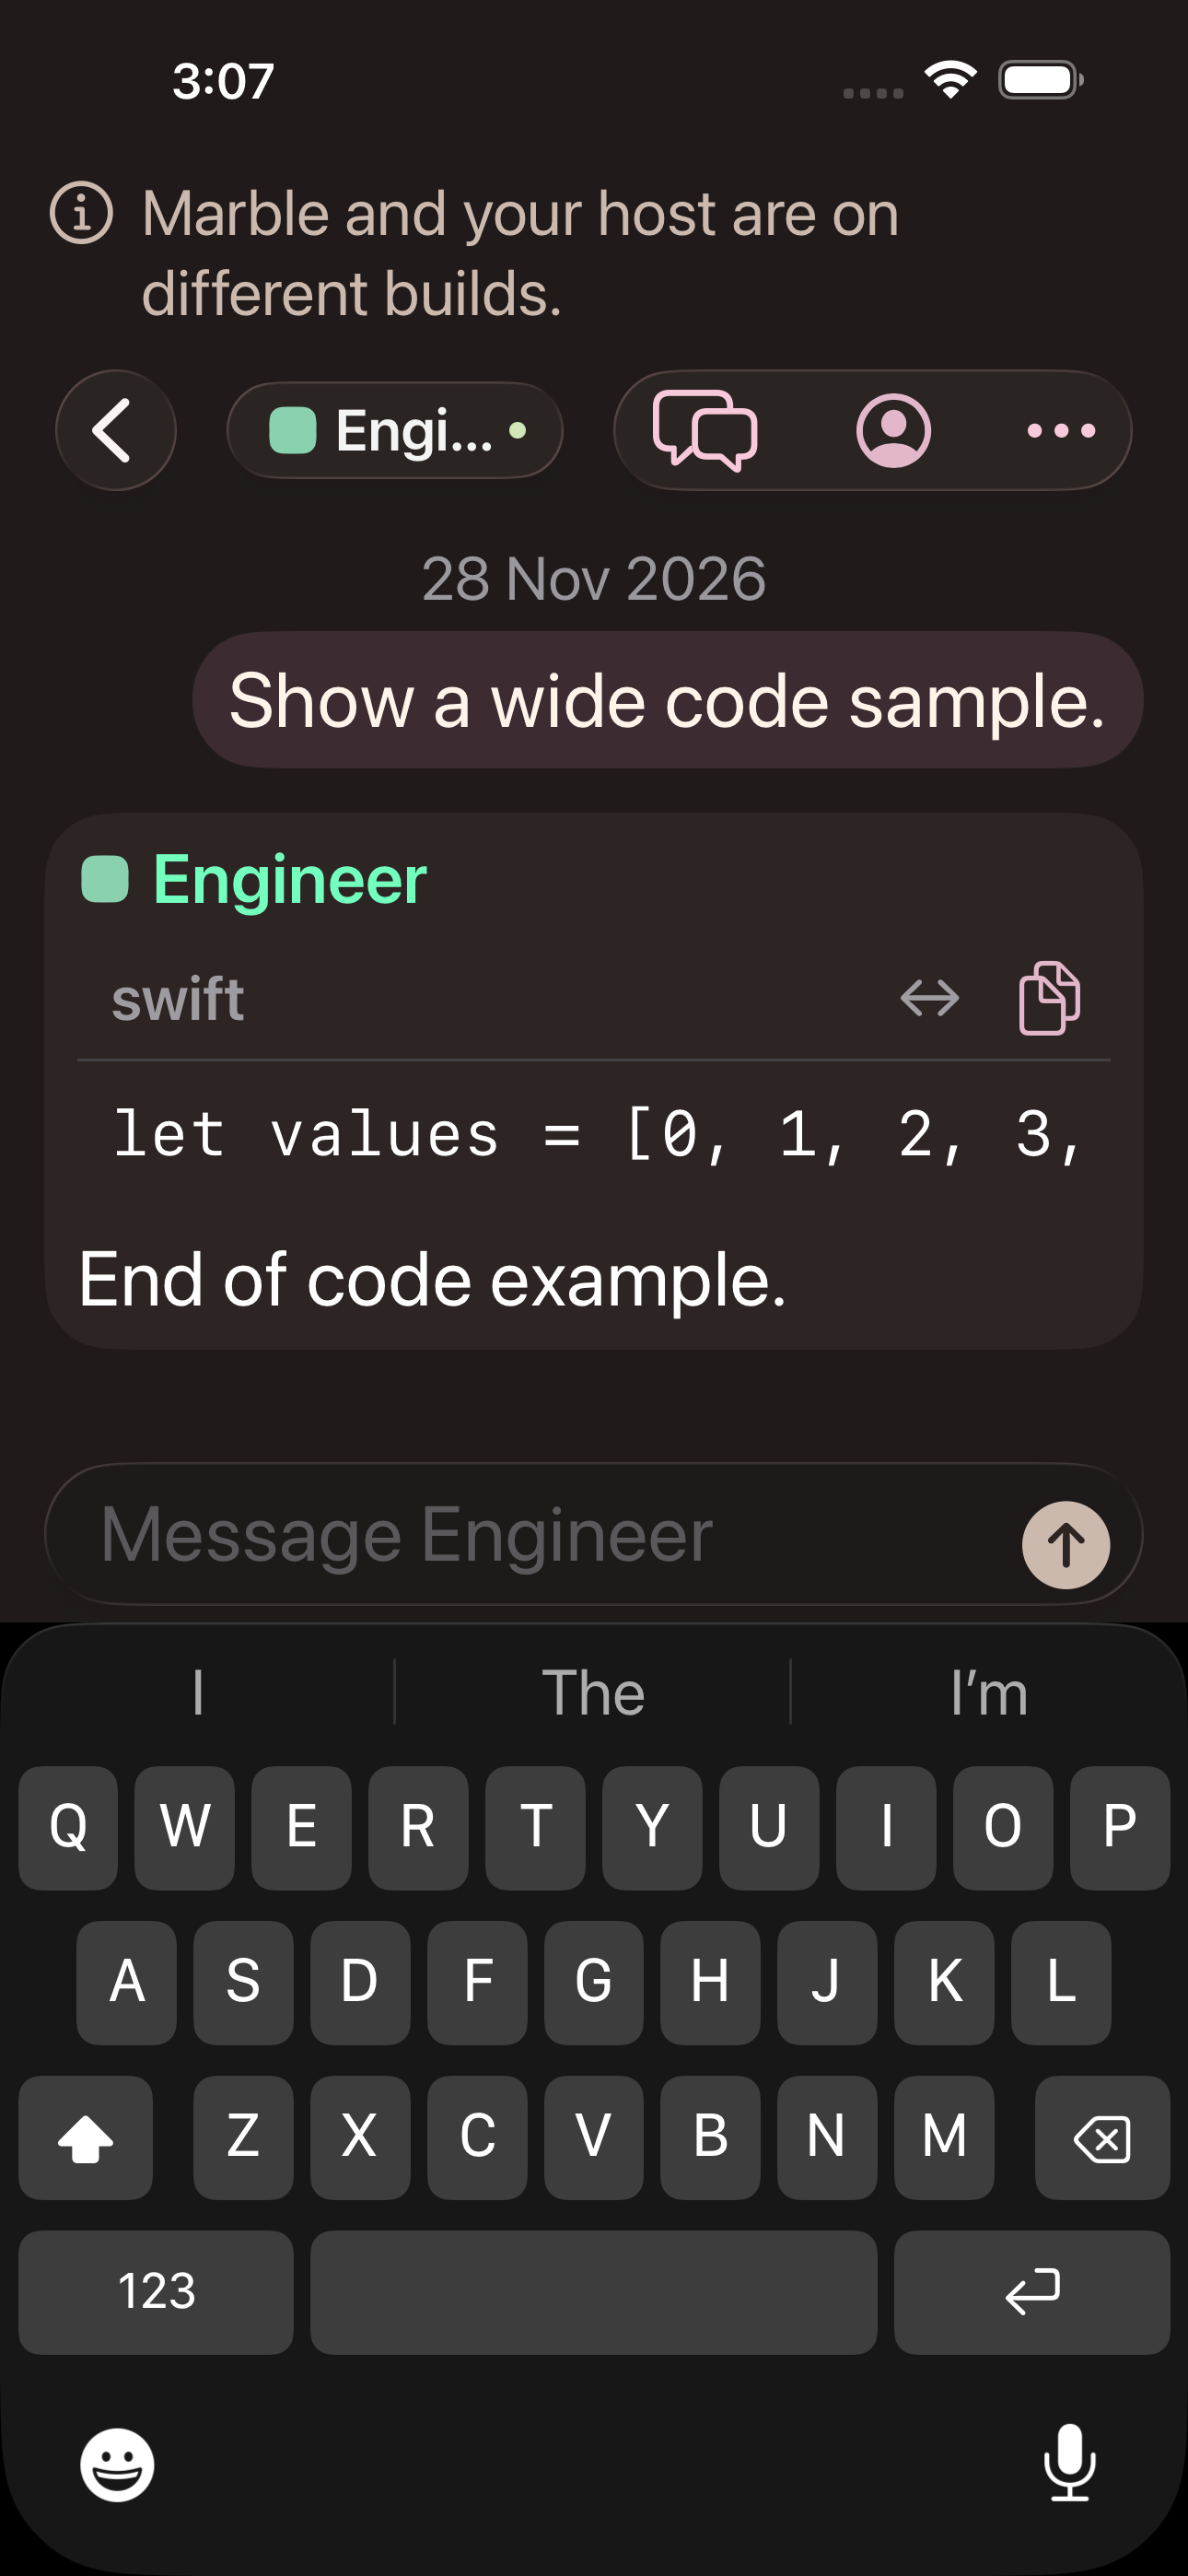 3:07
Marble and your host are on
different builds.
Engi...
28 Nov 2026
Show a wide code sample.
Engineer
swift
let values = [0, 1, 2, 3,
End of code example.
Message Engineer
I The I’m
Q W E R T Y U I O P
A S D F G H J K L
Z X C V B N M
123